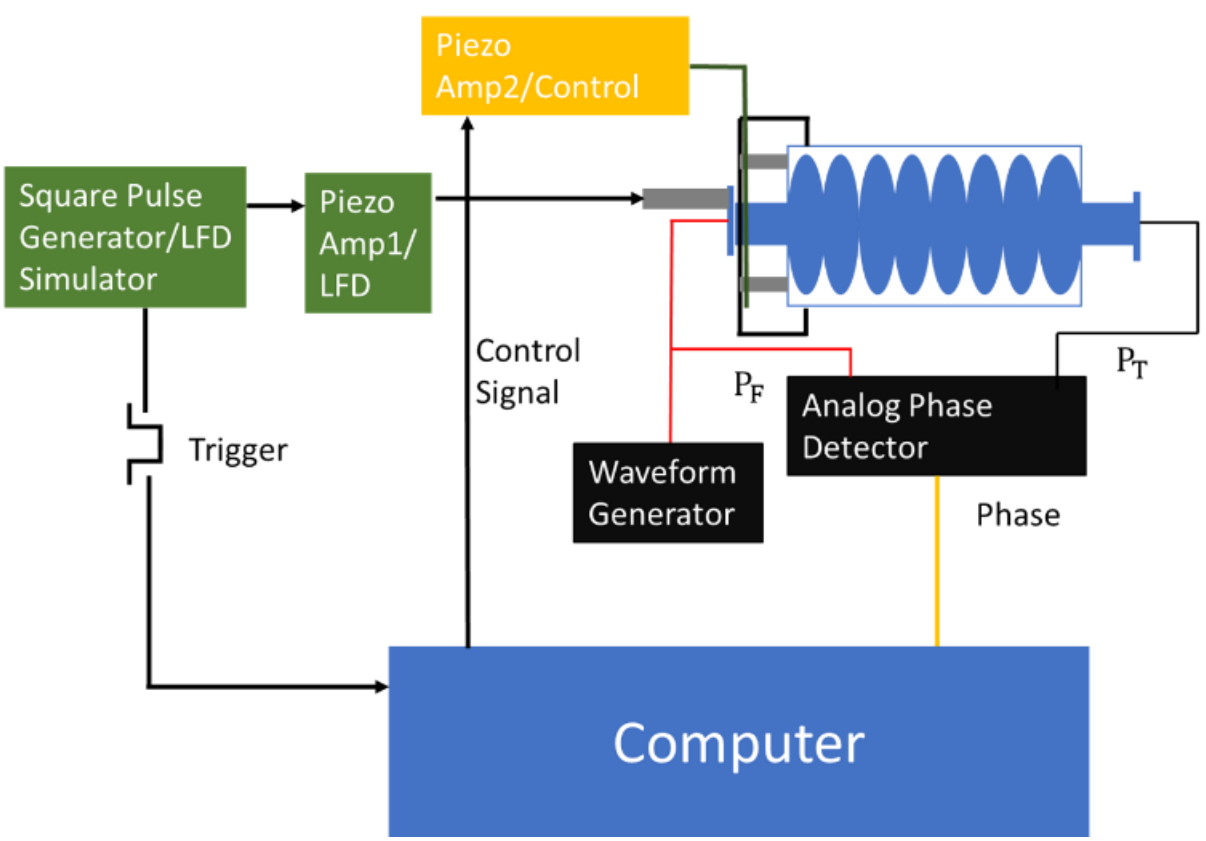 Piezo
Amp2/Control
Square Pulse
Generator/LFD
Simulator
Piezo
Amp1/
LFD
Control
Signal
Trigger
P_F
P_T
Analog Phase
Detector
Waveform
Generator
Phase
Computer